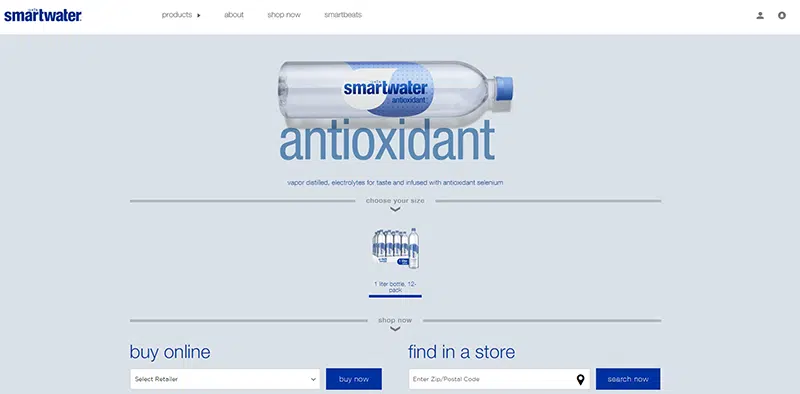 smartwater
products
about
shop now
smartbeats
smartwater
antioxidant
antioxidant
vapor distilled, electrolytes for taste and infused with antioxidant selenium
choose your size
1 liter bottle, 12-
pack
shop now
buy online
find in a store
Select Retailer
buy now
Enter Zip/Postal Code
search now